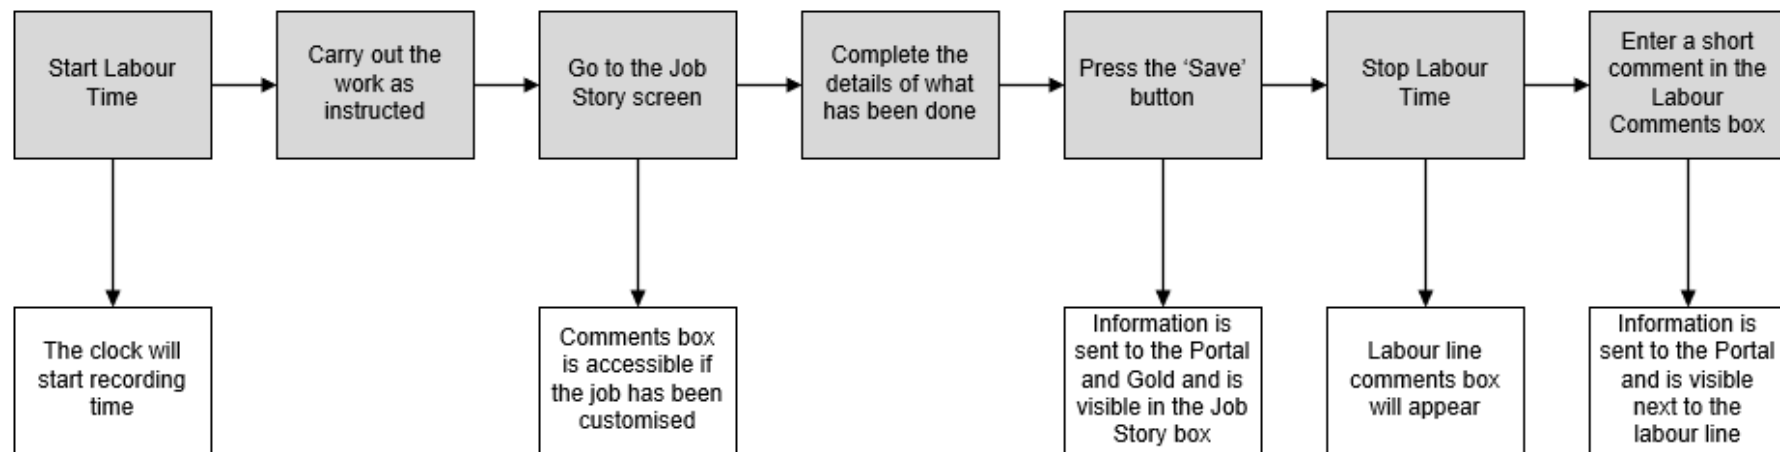 Start Labour
Time
Carry out the
work as
instructed
Go to the Job
Story screen
Complete the
details of what
has been done
Press the ‘Save’
button
Stop Labour
Time
Enter a short
comment in the
Labour
Comments box
The clock will
start recording
time
Comments box
is accessible if
the job has been
customised
Information is
sent to the Portal
and Gold and is
visible in the Job
Story box
Labour line
comments box
will appear
Information is
sent to the Portal
and is visible
next to the
labour line